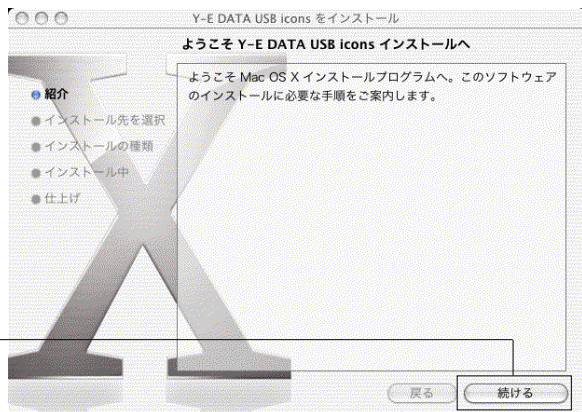 Y-E DATA USB icons をインストール
ようこそ Y-E DATA USB icons インストールへ
紹介
インストール先を選択
インストールの種類
インストール中
仕上げ
ようこそ Mac OS X インストールプログラムへ。このソフトウェア
のインストールに必要な手順をご案内します。
戻る
続ける